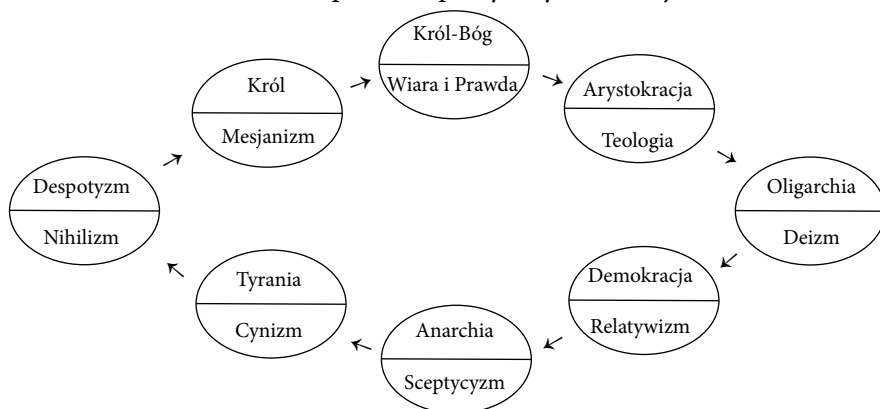 Król-Bóg
Wiara i Prawda
Arystokracja
Teologia
Oligarchia
Deizm
Demokracja
Relatywizm
Anarchia
Sceptycyzm
Tyrania
Cynizm
Despotyzm
Nihilizm
Król
Mesjanizm